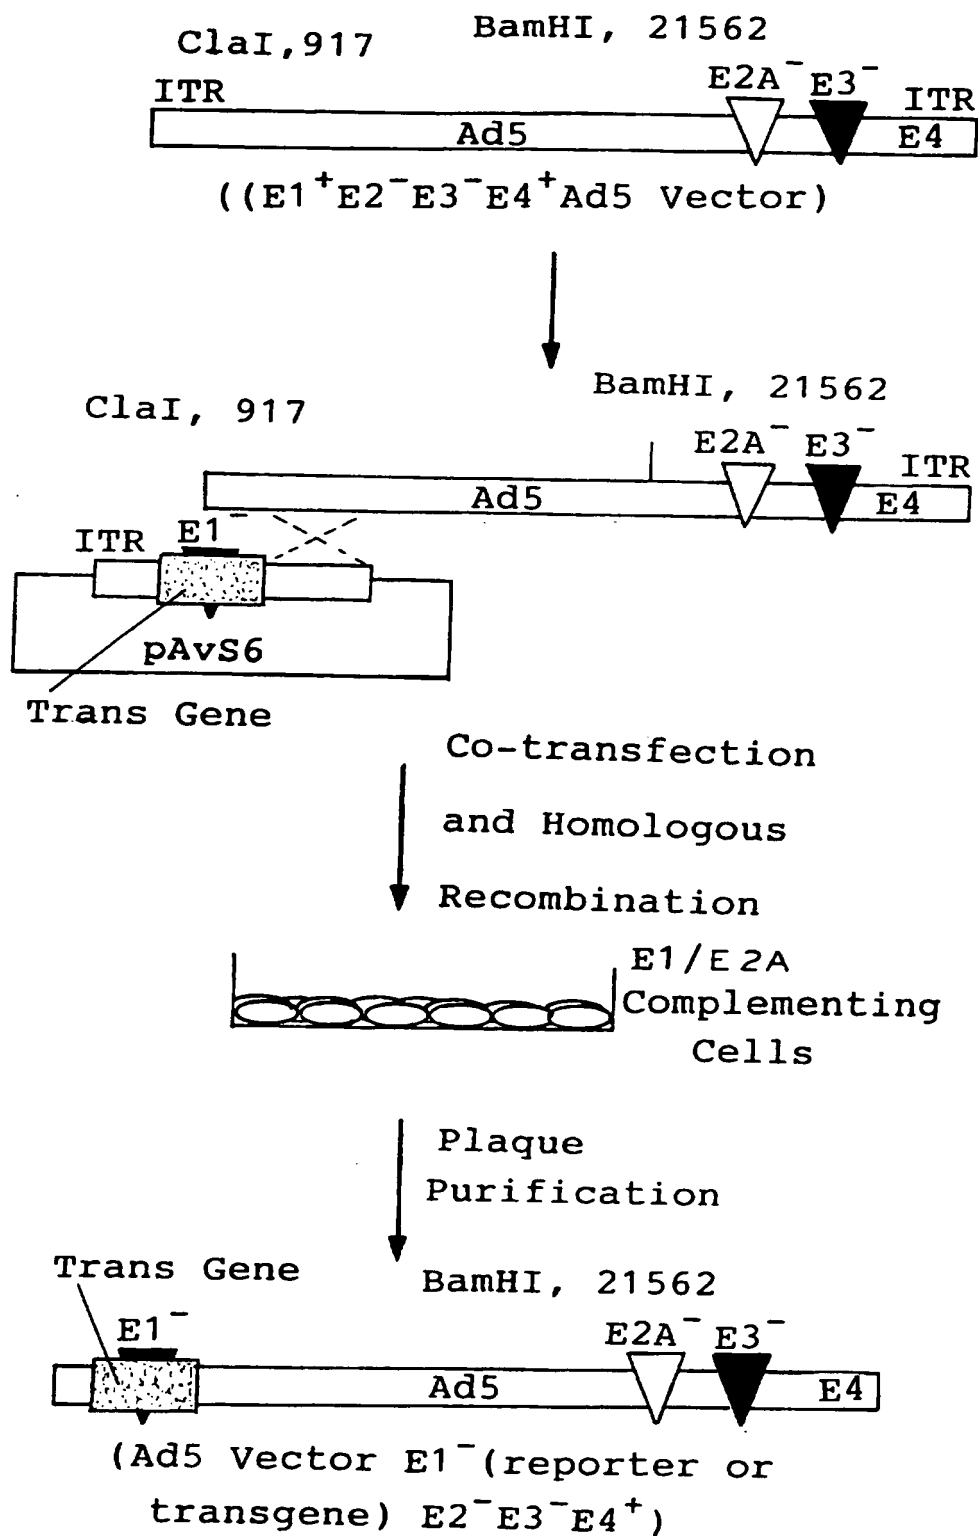 ClaI,917
BamHI, 21562
ITR
E2A⁻
E3⁻
ITR
Ad5
E4
((E1⁺E2⁻E3⁻E4⁺Ad5 Vector)
BamHI, 21562
ClaI, 917
E2A⁻
E3⁻
ITR
Ad5
E4
ITR
E1⁻
pAvS6
Trans Gene
Co-transfection
and Homologous
Recombination
E1/E2A
Complementing
Cells
Plaque
Purification
Trans Gene
BamHI, 21562
E1⁻
E2A⁻
E3⁻
Ad5
E4
(Ad5 Vector E1⁻(reporter or
transgene) E2⁻E3⁻E4⁺)